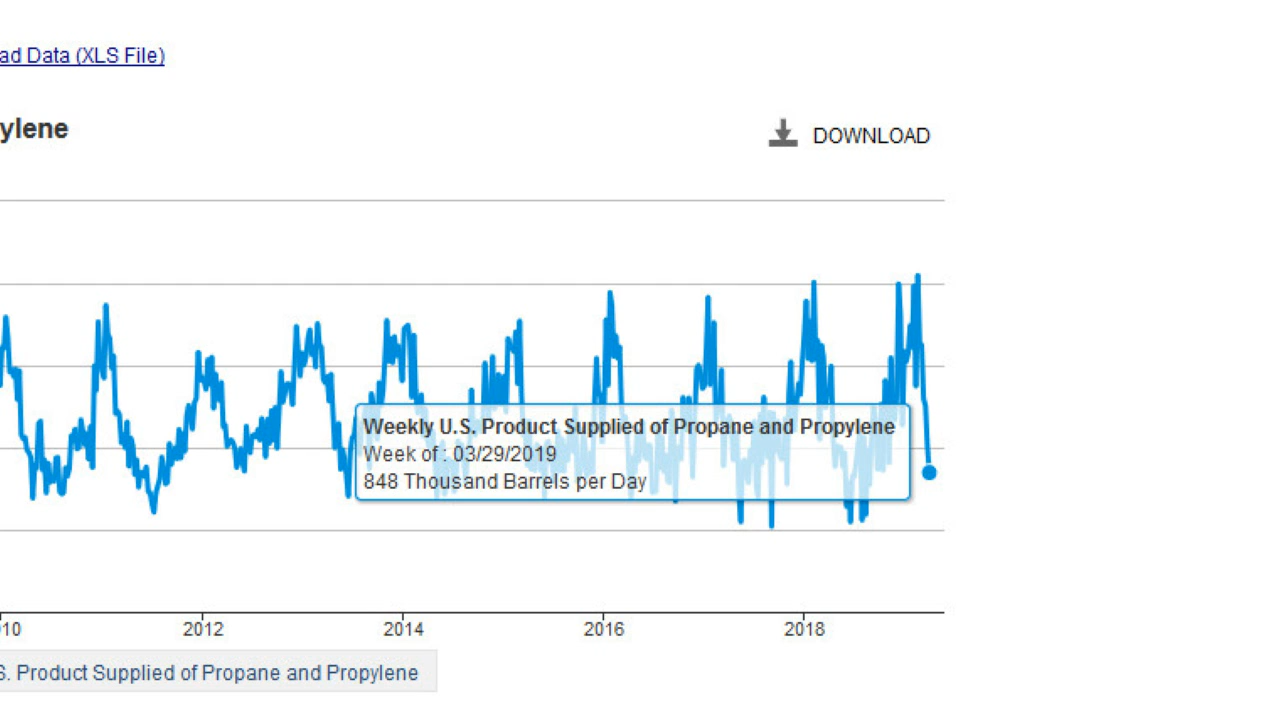 ad Data (XLS File)
ylene
DOWNLOAD
Weekly U.S. Product Supplied of Propane and Propylene
Week of : 03/29/2019
848 Thousand Barrels per Day
10 2012 2014 2016 2018
S. Product Supplied of Propane and Propylene